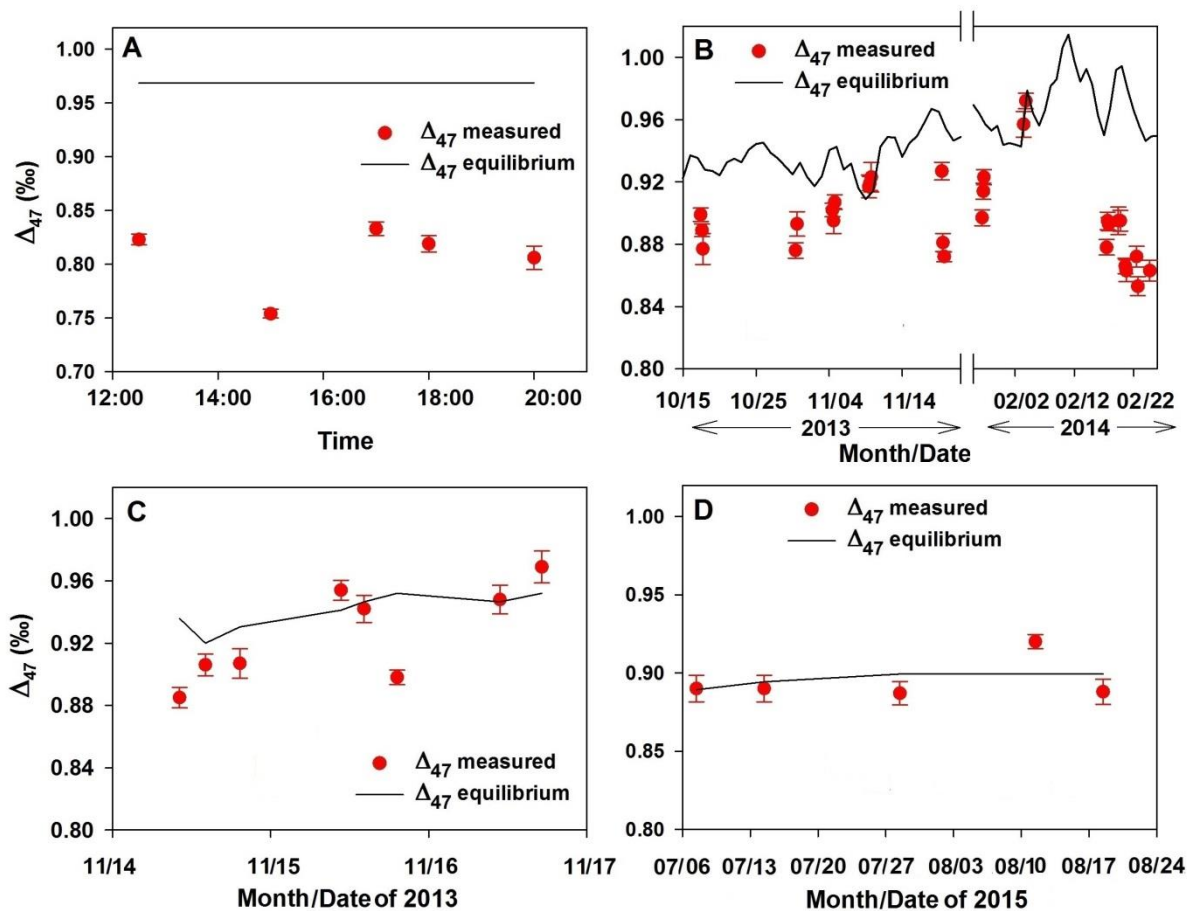 A
Δ47 measured
Δ47 equilibrium
1.00
0.95
0.90
0.85
0.80
0.75
0.70
Δ47 (‰)
12:00 14:00 16:00 18:00 20:00
Time
B
Δ47 measured
Δ47 equilibrium
1.00
0.96
0.92
0.88
0.84
0.80
10/15 10/25 11/04 11/14 02/02 02/12 02/22
2013 2014
Month/Date
C
1.00
0.96
0.92
0.88
0.84
0.80
Δ47 (‰)
Δ47 measured
Δ47 equilibrium
11/14 11/15 11/16 11/17
Month/Date of 2013
D
Δ47 measured
Δ47 equilibrium
1.00
0.95
0.90
0.85
0.80
07/06 07/13 07/20 07/27 08/03 08/10 08/17 08/24
Month/Date of 2015